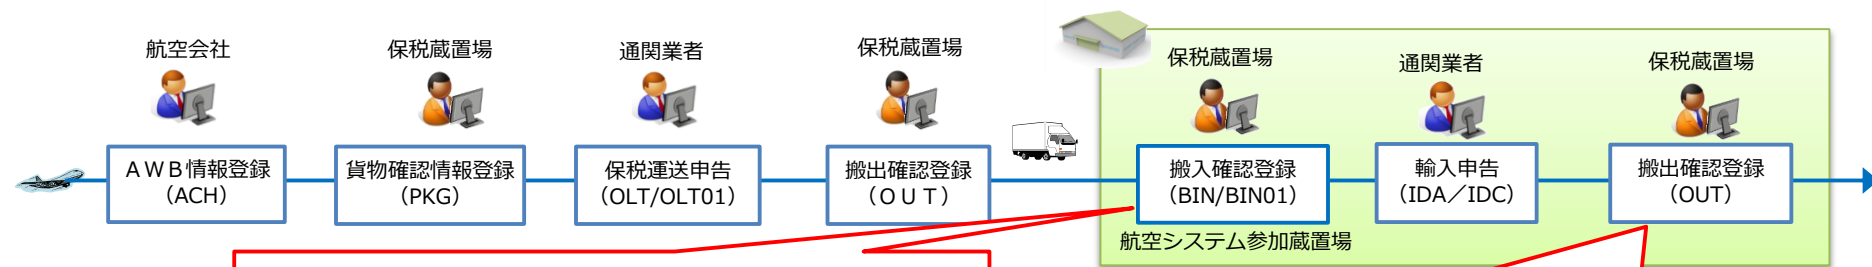 航空会社
保税蔵置場
通関業者
保税蔵置場
保税蔵置場
通関業者
保税蔵置場
ＡＷＢ情報登録
（ACH）
貨物確認情報登録
（PKG）
保税運送申告
（OLT/OLT01）
搬出確認登録
（ＯＵＴ）
搬入確認登録
（BIN/BIN01）
輸入申告
（IDA／IDC）
搬出確認登録
（OUT）
航空システム参加蔵置場